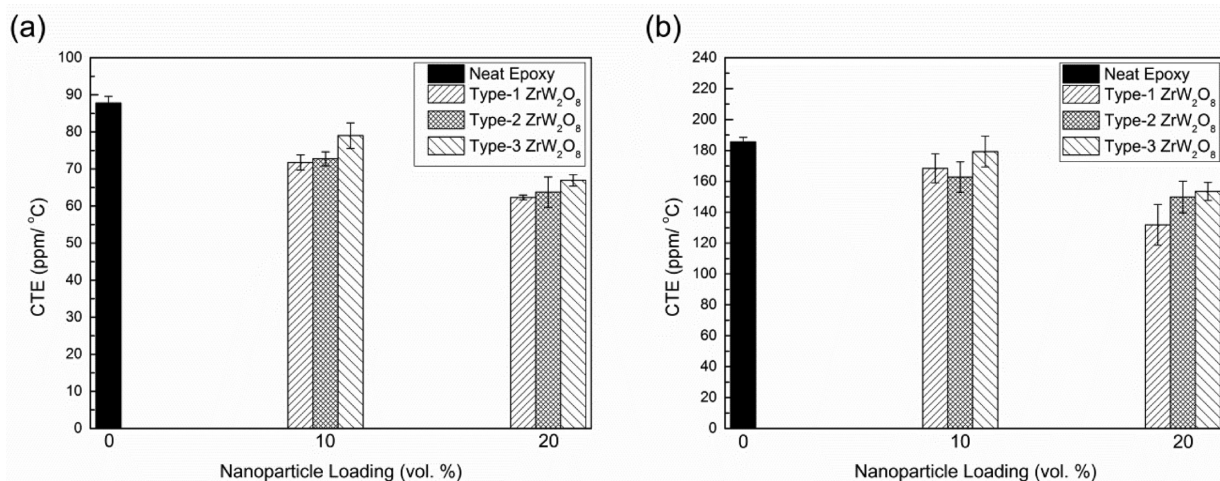 (a)
100
90
80
70
60
50
40
30
20
10
0
CTE (ppm/ °C)
Neat Epoxy
Type-1 ZrW₂O₈
Type-2 ZrW₂O₈
Type-3 ZrW₂O₈
0 10 20
Nanoparticle Loading (vol. %)
(b)
240
220
200
180
160
140
120
100
80
60
40
20
0
CTE (ppm/ °C)
Neat Epoxy
Type-1 ZrW₂O₈
Type-2 ZrW₂O₈
Type-3 ZrW₂O₈
0 10 20
Nanoparticle Loading (vol. %)